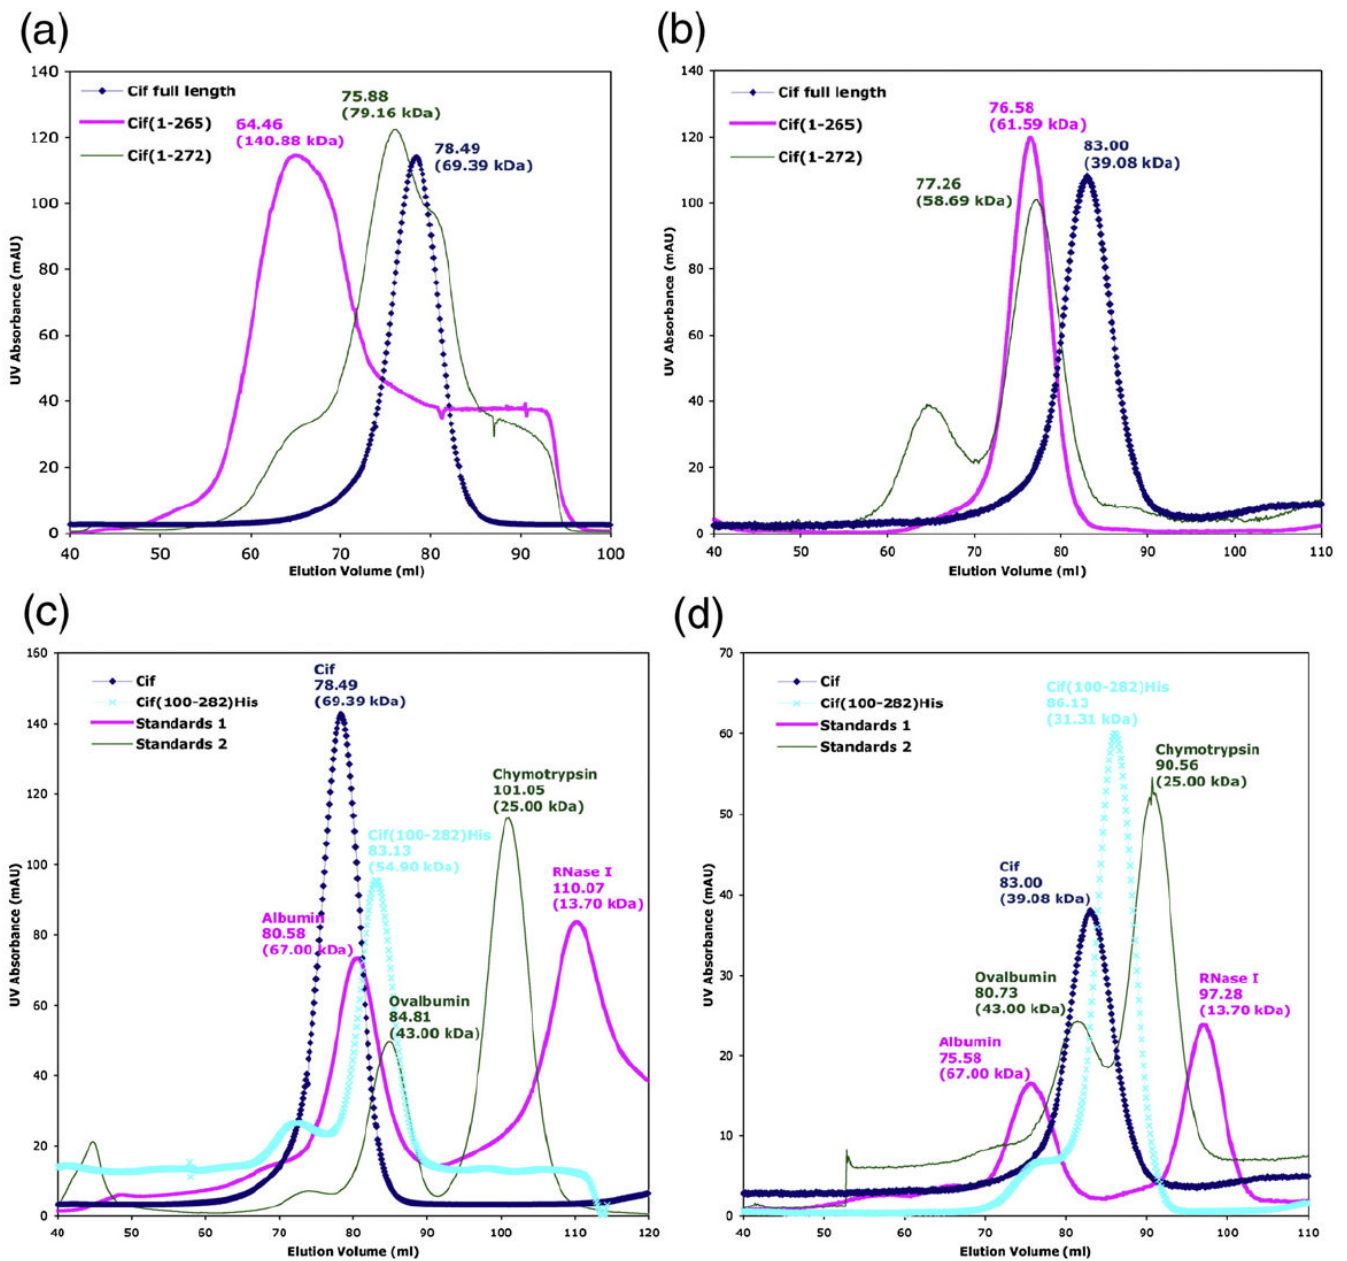 (a)
140
120
100
80
60
40
20
0
UV Absorbance (mAU)
Cif full length
Cif(1-265)
Cif(1-272)
64.46
(140.88 kDa)
75.88
(79.16 kDa)
78.49
(69.39 kDa)
40 50 60 70 80 90 100
Elution Volume (ml)
(b)
140
120
100
80
60
40
20
0
UV Absorbance (mAU)
Cif full length
Cif(1-265)
Cif(1-272)
76.58
(61.59 kDa)
83.00
(39.08 kDa)
77.26
(58.69 kDa)
40 50 60 70 80 90 100 110
Elution Volume (ml)
(c)
160
140
120
100
80
60
40
20
0
UV Absorbance (mAU)
Cif
Cif(100-282)His
Standards 1
Standards 2
Cif
78.49
(69.39 kDa)
Chymotrypsin
101.05
(25.00 kDa)
Cif(100-282)His
83.13
(54.90 kDa)
RNase I
110.07
(13.70 kDa)
Albumin
80.58
(67.00 kDa)
Ovalbumin
84.81
(43.00 kDa)
40 50 60 70 80 90 100 110 120
Elution Volume (ml)
(d)
70
60
50
40
30
20
10
0
UV Absorbance (mAU)
Cif
Cif(100-282)His
Standards 1
Standards 2
Cif(100-282)His
86.13
(31.31 kDa)
Chymotrypsin
90.56
(25.00 kDa)
Cif
83.00
(39.08 kDa)
Ovalbumin
80.73
(43.00 kDa)
RNase I
97.28
(13.70 kDa)
Albumin
75.58
(67.00 kDa)
40 50 60 70 80 90 100 110
Elution Volume (ml)